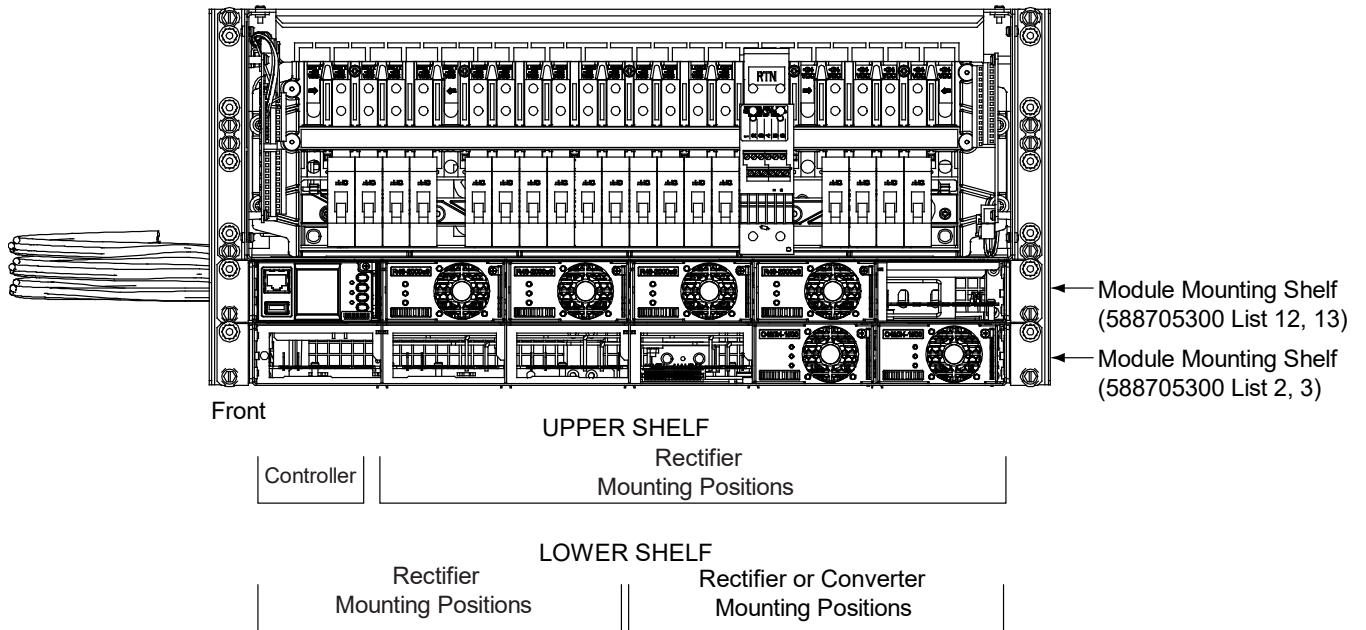 RTN
Module Mounting Shelf
(588705300 List 12, 13)
Module Mounting Shelf
(588705300 List 2, 3)
Front
UPPER SHELF
Controller
Rectifier
Mounting Positions
LOWER SHELF
Rectifier
Mounting Positions
Rectifier or Converter
Mounting Positions